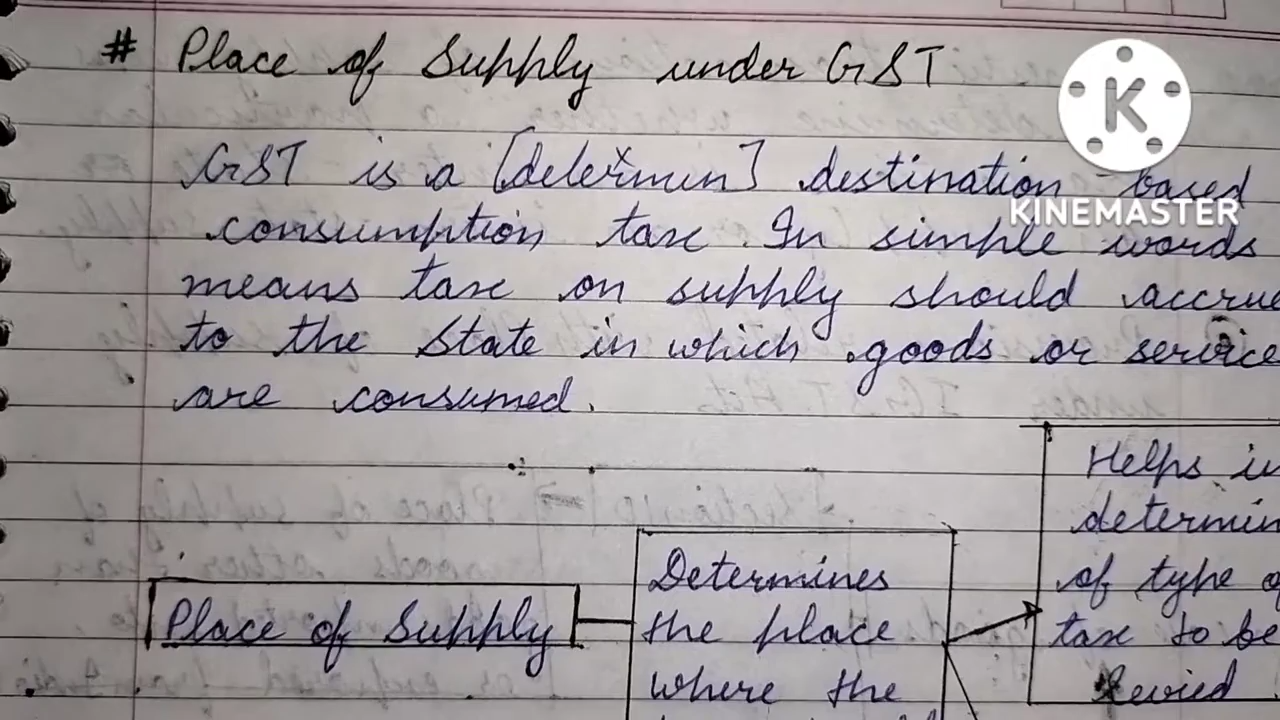 # Place of Supply under GST
GST is a [determin] destination-based
consumption tax. In simple words
means tax on supply should accrue
to the State in which goods or service
are consumed.
Place of Supply
Determines
the place
where the
Helps in
determin
of type of
tax to be
levied
K
KINEMASTER